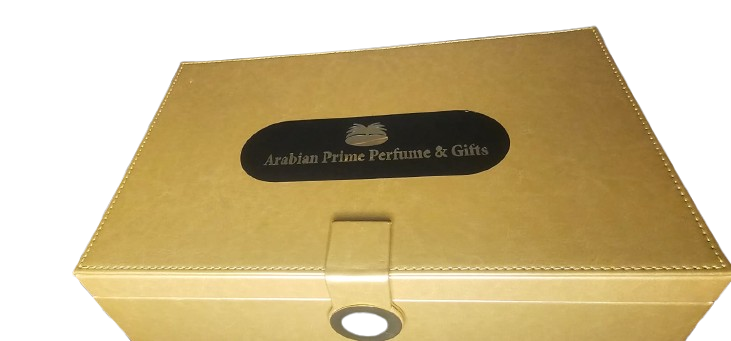 Arabian Prime Perfume & Gifts